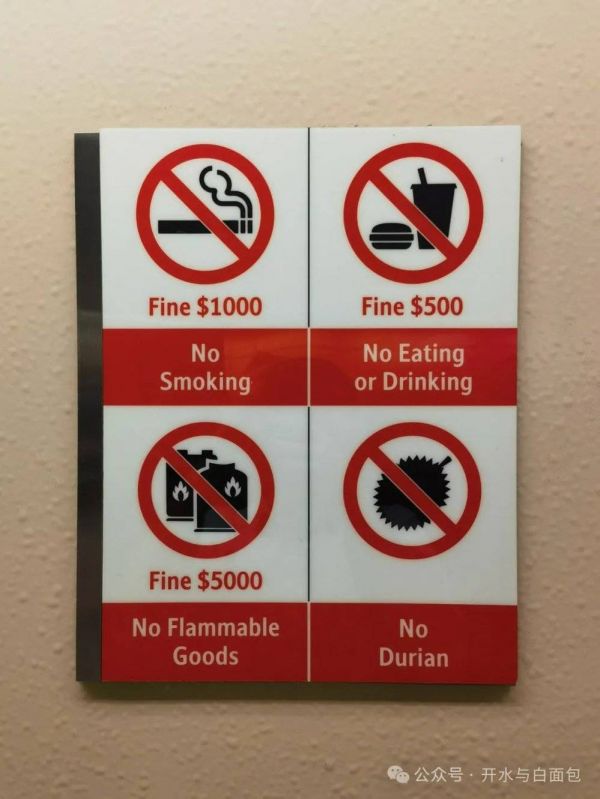 Fine $1000
No
Smoking
Fine $500
No Eating
or Drinking
Fine $5000
No Flammable
Goods
No
Durian
公众号 · 开水与白面包